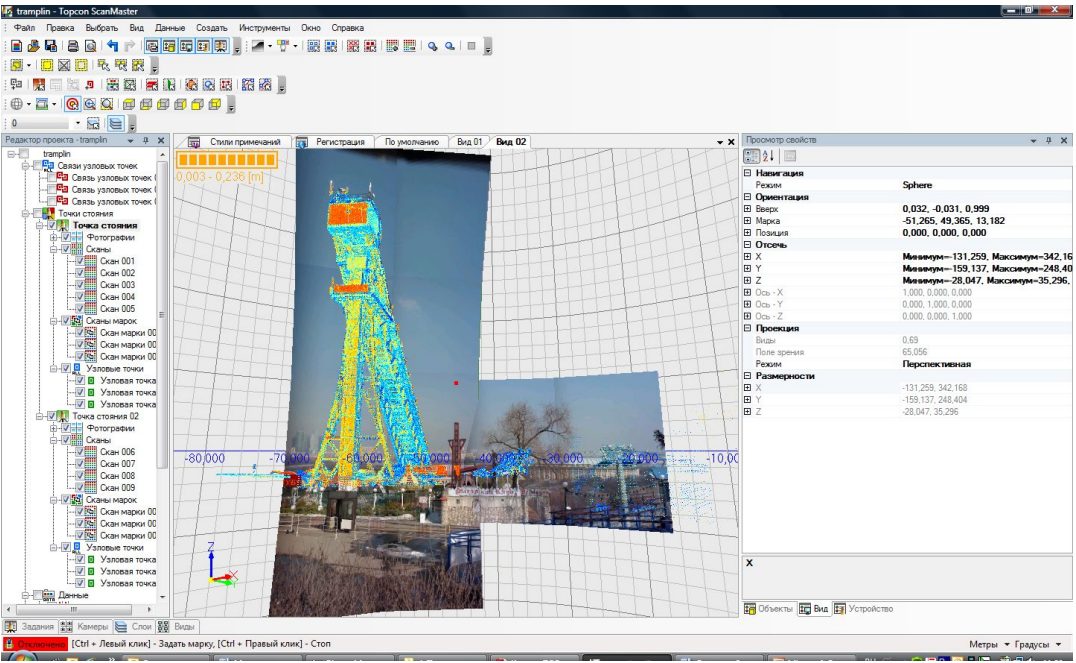 tramplin - Topcon ScanMaster
Файл Правка Выбрать Вид Данные Создать Инструменты Окно Справка
0
Редактор проекта - tramplin
tramplin
Связи узловых точек
Связь узловых точек (
Связь узловых точек (
Связь узловых точек (
Точки стояния
Точка стояния
Фотографии
Сканы
Скан 001
Скан 002
Скан 003
Скан 004
Скан 005
Сканы марок
Скан марки 00
Скан марки 00
Скан марки 00
Узловые точки
Узловая точка
Узловая точка
Узловая точка
Точка стояния 02
Фотографии
Сканы
Скан 006
Скан 007
Скан 008
Скан 009
Сканы марок
Скан марки 00
Скан марки 00
Скан марки 00
Узловые точки
Узловая точка
Узловая точка
Узловая точка
Данные
Задания Камеры Слои Виды
Стили примечаний Регистрация По умолчанию Вид 01 Вид 02
0,003 - 0,236 [m]
-80,000 -70,000 -60,000 -50,000 -40,000 -30,000 -20,000 -10,00
Z
X
Y
Просмотр свойств
Навигация
Режим Sphere
Ориентация
Вверх 0,032, -0,031, 0,999
Марка -51,265, 49,365, 13,182
Позиция 0,000, 0,000, 0,000
Отсечь
X Минимум=-131,259, Максимум=342,16
Y Минимум=-159,137, Максимум=248,40
Z Минимум=-28,047, Максимум=35,296,
Ось - X 1,000, 0,000, 0,000
Ось - Y 0,000, 1,000, 0,000
Ось - Z 0,000, 0,000, 1,000
Проекция
Виды 0,69
Поле зрения 65,056
Режим Перспективная
Размерности
X -131,259, 342,168
Y -159,137, 248,404
Z -28,047, 35,296
X
Объекты Вид Устройство
Отключено [Ctrl + Левый клик] - Задать марку, [Ctrl + Правый клик] - Стоп
Метры Градусы